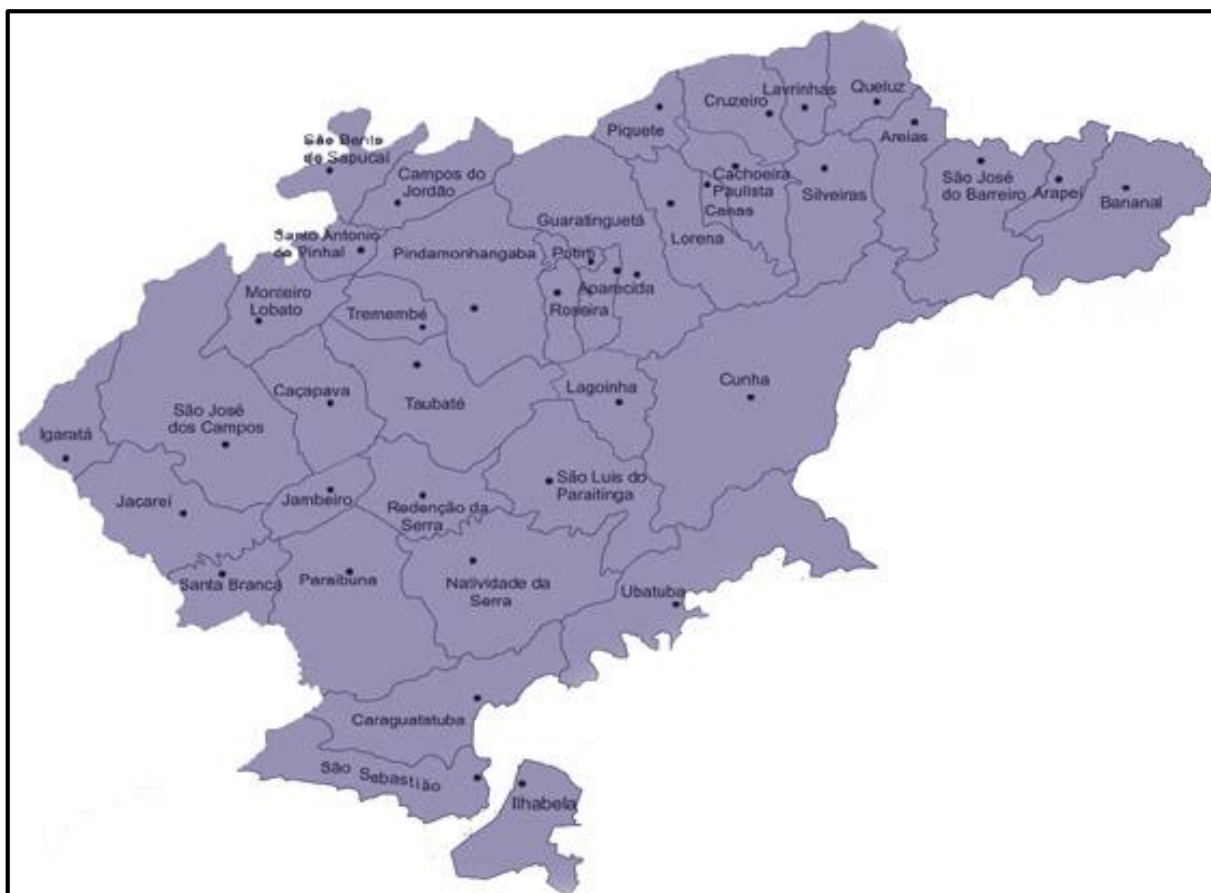 Queluz
Lavrinhas
Cruzeiro
Piquete
Areias
São Bento
do Sapucaí
Campos do
Jordão
Cachoeira
Paulista
Canas
Silveiras
São José
do Barreiro
Arapeí
Bananal
Guaratinguetá
Lorena
Santo Antonio
do Pinhal
Pindamonhangaba
Potim
Aparecida
Roseira
Monteiro
Lobato
Tremembé
Caçapava
Taubaté
Lagoinha
Cunha
São José
dos Campos
Igaratá
Jacareí
Jambeiro
Redenção da
Serra
São Luis do
Paraitinga
Santa Branca
Paraibuna
Natividade da
Serra
Ubatuba
Caraguatatuba
São Sebastião
Ilhabela